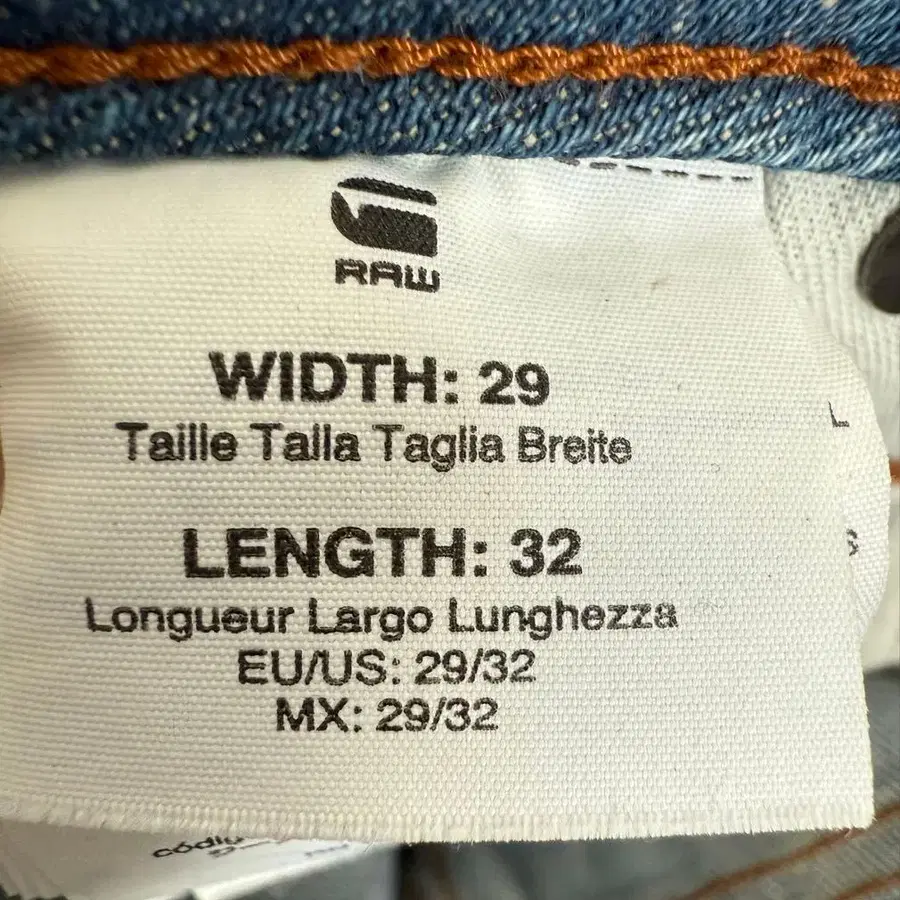 RAW
WIDTH: 29
Taille Talla Taglia Breite
LENGTH: 32
Longueur Largo Lunghezza
EU/US: 29/32
MX: 29/32